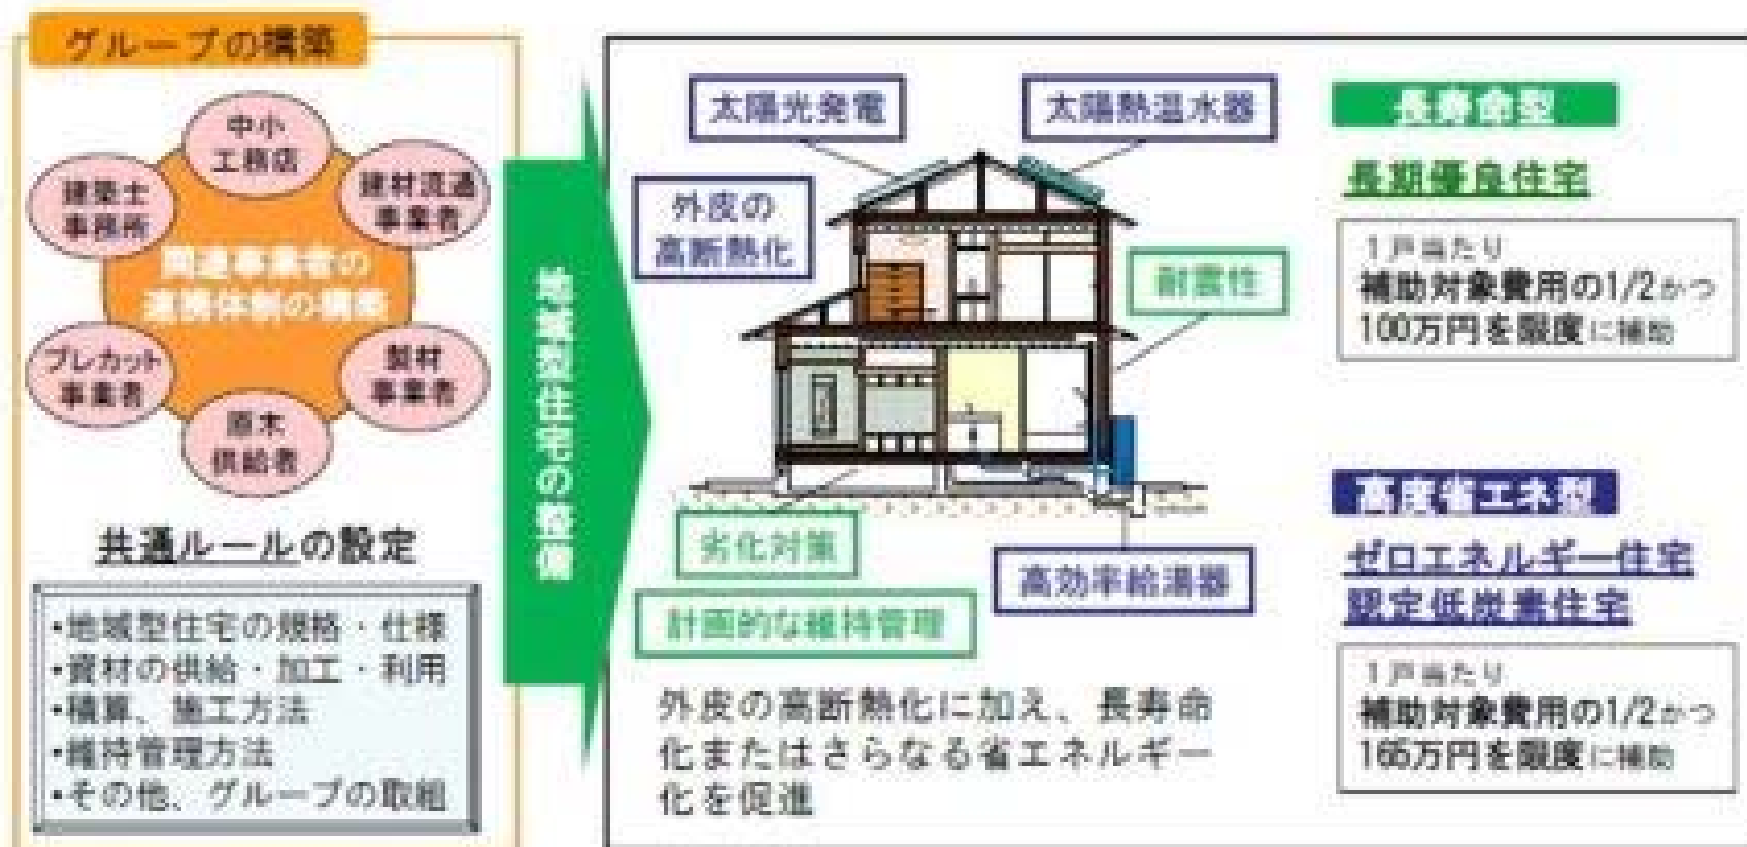 グループの構築
中小
工務店
建築士
事務所
建材流通
事業者
関連事業者の
連携体制の構築
プレカット
事業者
製材
事業者
原木
供給者
共通ルールの設定
・地域型住宅の規格・仕様
・資材の供給・加工・利用
・積算、施工方法
・維持管理方法
・その他、グループの取組
地域型住宅の整備
太陽光発電
太陽熱温水器
外皮の
高断熱化
耐震性
劣化対策
高効率給湯器
計画的な維持管理
外皮の高断熱化に加え、長寿命
化またはさらなる省エネルギー
化を促進
長寿命型
長期優良住宅
1戸当たり
補助対象費用の1/2かつ
100万円を限度に補助
高度省エネ型
ゼロエネルギー住宅
認定低炭素住宅
1戸当たり
補助対象費用の1/2かつ
165万円を限度に補助